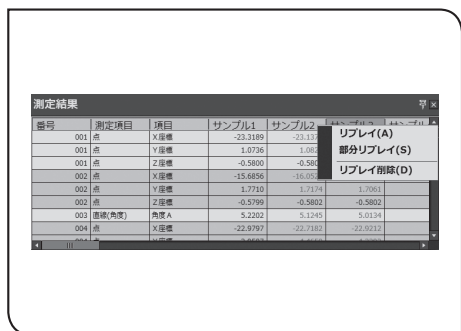 測定結果
番号 測定項目 項目 サンプル1 サンプル2
リプレイ(A)
部分リプレイ(S)
リプレイ削除(D)
001 点 X座標 -23.3189
001 点 Y座標 1.0736
001 点 Z座標 -0.5800
002 点 X座標 -15.6856
002 点 Y座標 1.7710 1.7174 1.7061
002 点 Z座標 -0.5799 -0.5802 -0.5802
003 直線(角度) 角度A 5.2202 5.1245 5.0134
004 点 X座標 -22.9797 -22.7182 -22.9212